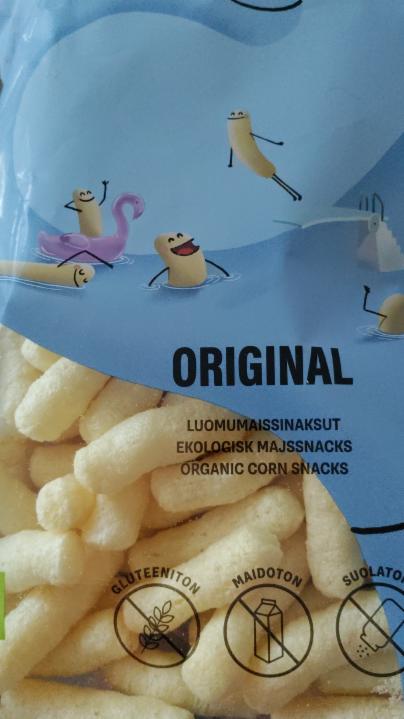 ORIGINAL
LUOMUMAISSINAKSUT
EKOLOGISK MAJSSNACKS
ORGANIC CORN SNACKS
GLUTEENITON
MAIDOTON